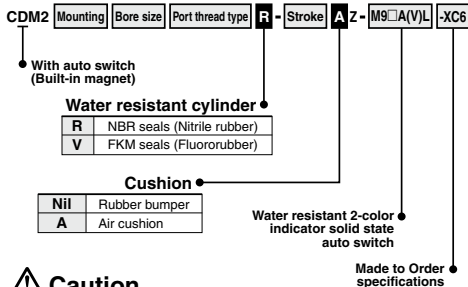 CDM2 Mounting Bore size Port thread type R - Stroke A Z - M9□A(V)L -XC6
With auto switch
(Built-in magnet)
Water resistant cylinder
R NBR seals (Nitrile rubber)
V FKM seals (Fluororubber)
Cushion
Nil Rubber bumper
A Air cushion
Water resistant 2-color
indicator solid state
auto switch
Made to Order
specifications
Caution